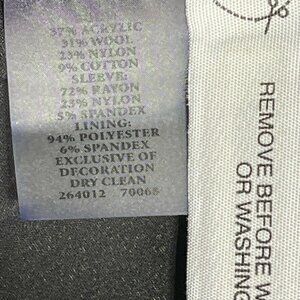 37% ACRYLIC
31% WOOL
23% NYLON
9% COTTON
SLEEVE:
72% RAYON
23% NYLON
5% SPANDEX
LINING:
94% POLYESTER
6% SPANDEX
EXCLUSIVE OF
DECORATION
DRY CLEAN
264012 70068
REMOVE BEFORE W
OR WASHING